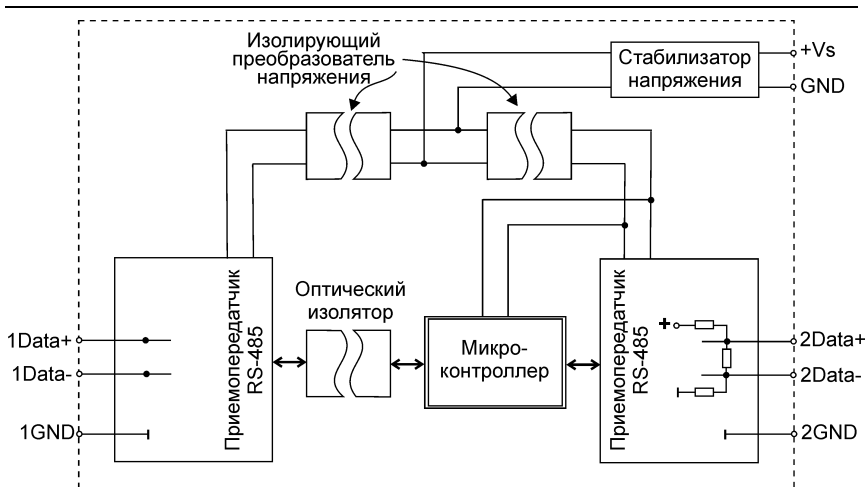 Изолирующий
преобразователь
напряжения
Стабилизатор
напряжения
+Vs
GND
Приемопередатчик
RS-485
Оптический
изолятор
Микро-
контроллер
Приемопередатчик
RS-485
+
1Data+
1Data-
1GND
2Data+
2Data-
2GND